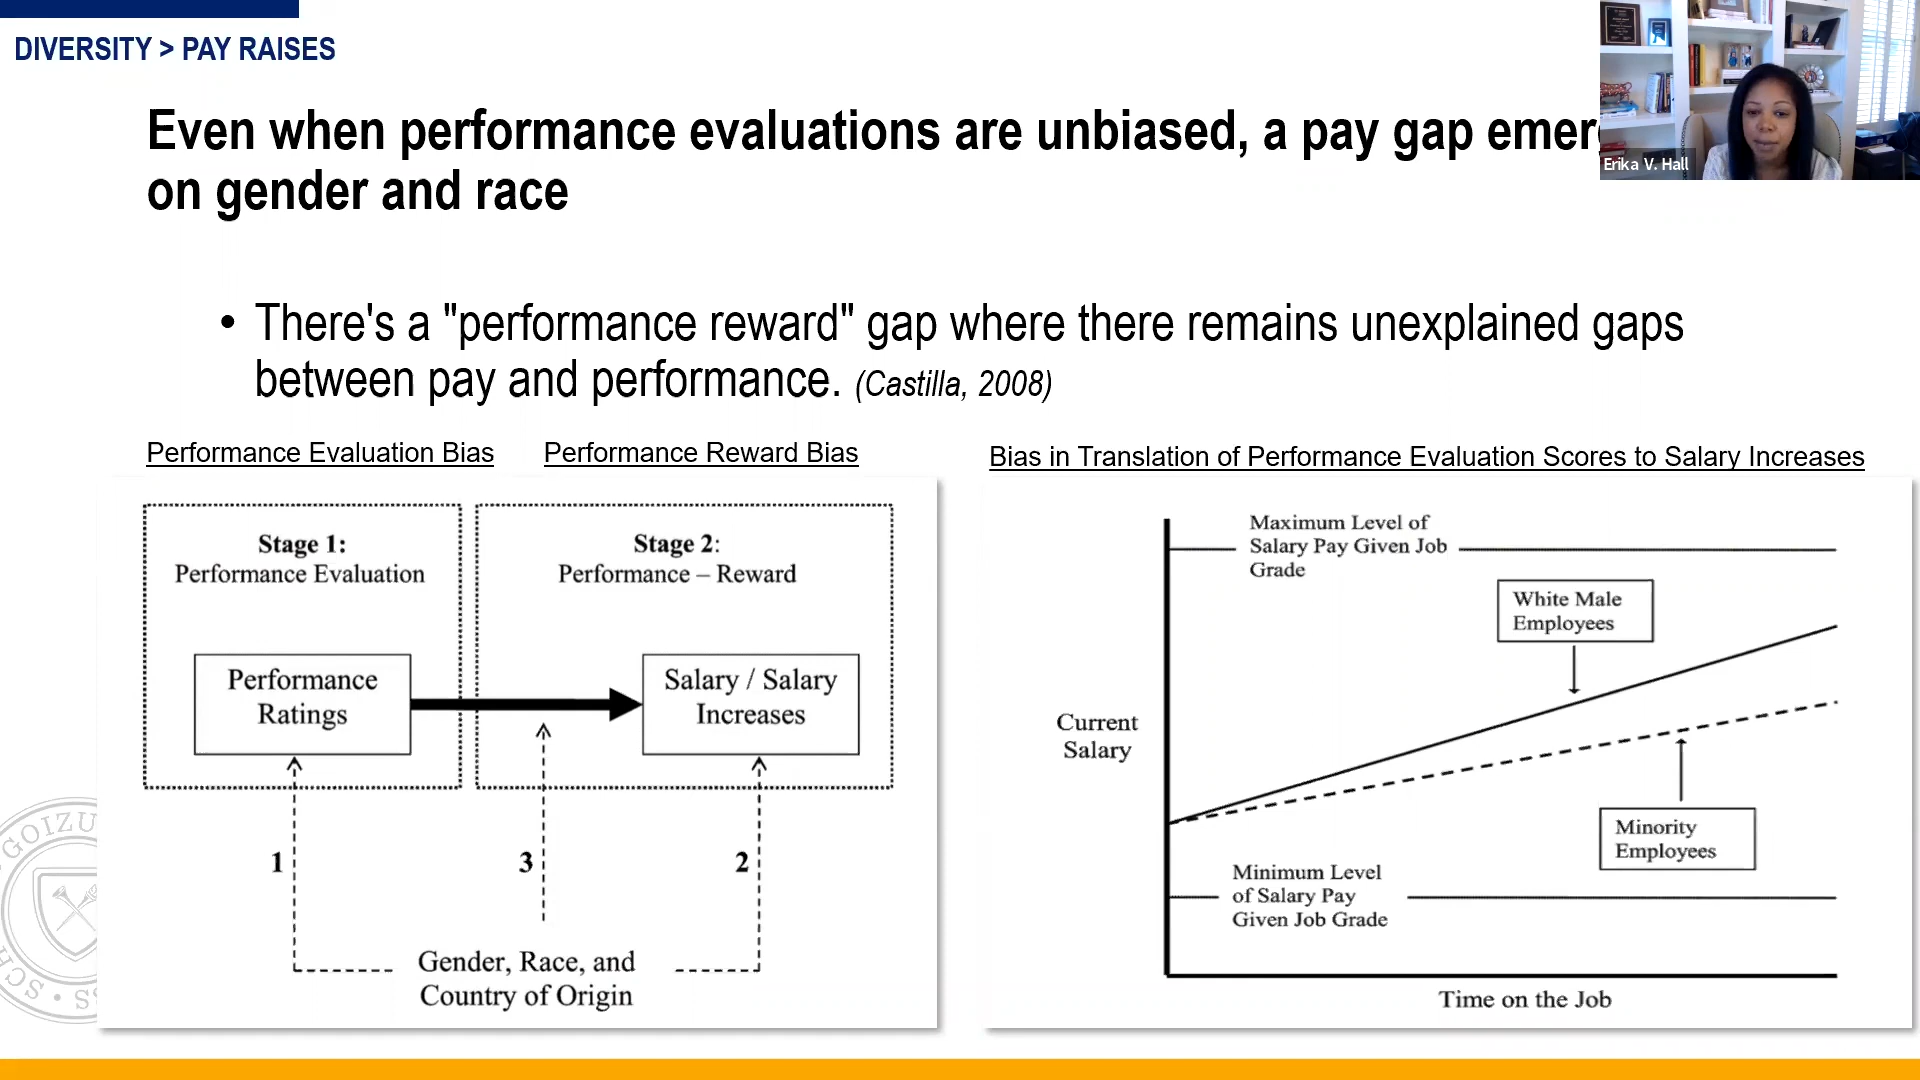 DIVERSITY > PAY RAISES
Even when performance evaluations are unbiased, a pay gap
on gender and race
Erika V. Hall
• There's a "performance reward" gap where there remains unexplained gaps
between pay and performance. (Castilla, 2008)
Performance Evaluation Bias
Performance Reward Bias
Stage 1:
Performance Evaluation
Stage 2:
Performance – Reward
Performance
Ratings
Salary / Salary
Increases
1
3
2
Gender, Race, and
Country of Origin
Bias in Translation of Performance Evaluation Scores to Salary Increases
Maximum Level of
Salary Pay Given Job
Grade
White Male
Employees
Current
Salary
Minority
Employees
Minimum Level
of Salary Pay
Given Job Grade
Time on the Job